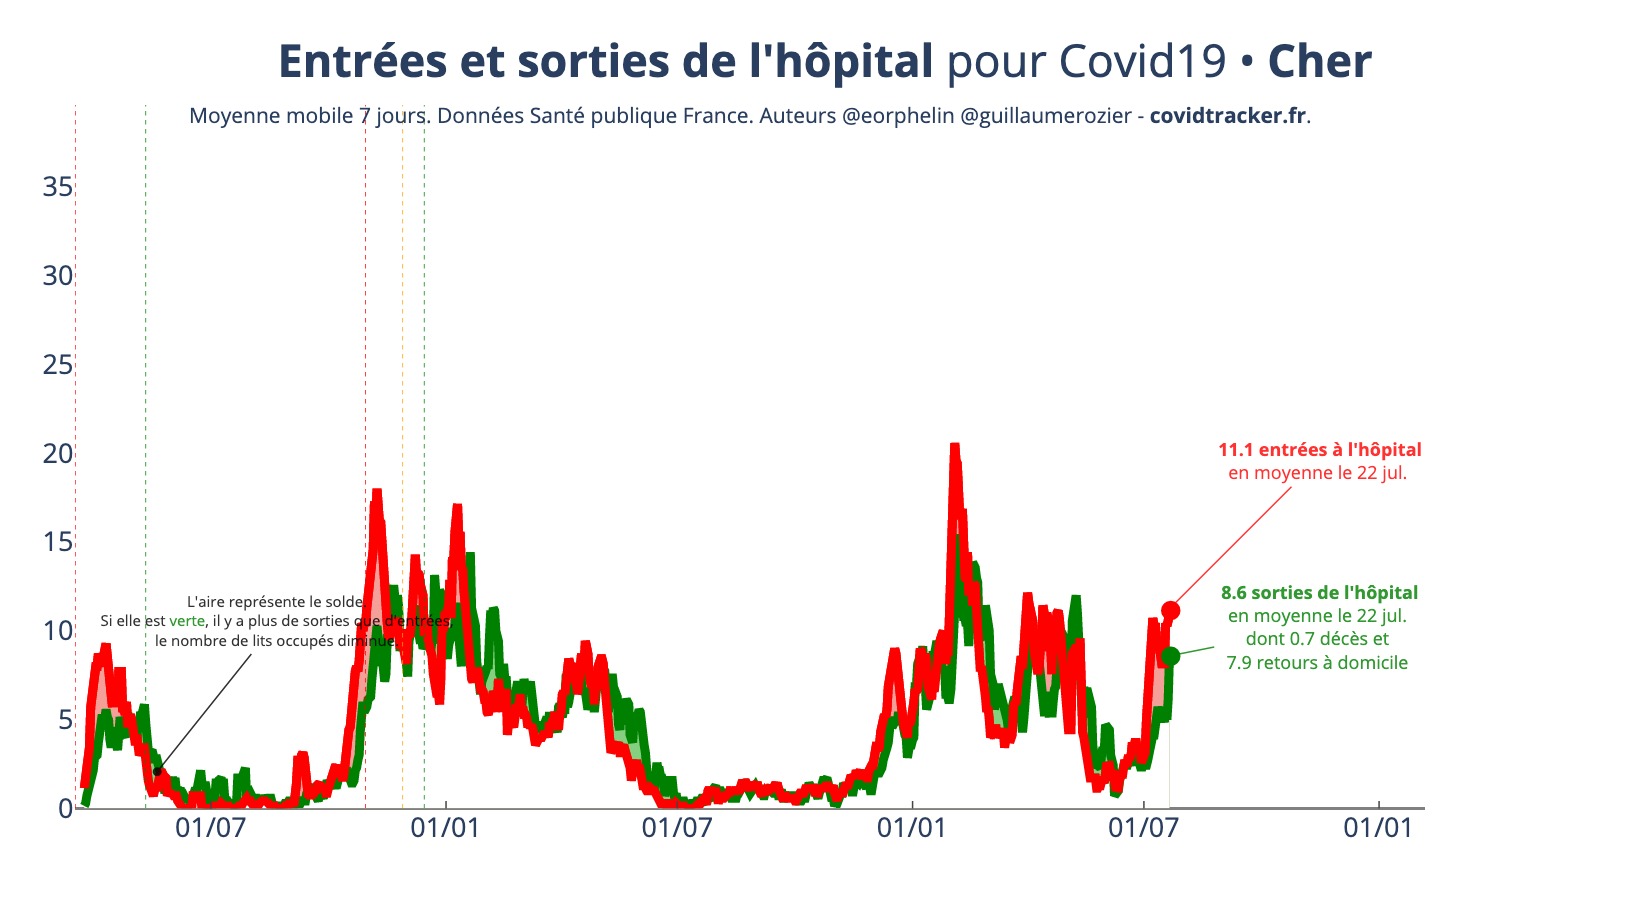 Entrées et sorties de l'hôpital pour Covid19 • Cher
Moyenne mobile 7 jours. Données Santé publique France. Auteurs @eorphelin @guillaumerozier - covidtracker.fr.
35
30
25
20
15
10
5
0
L'aire représente le solde.
Si elle est verte, il y a plus de sorties que d'entrées,
le nombre de lits occupés diminue.
11.1 entrées à l'hôpital
en moyenne le 22 jul.
8.6 sorties de l'hôpital
en moyenne le 22 jul.
dont 0.7 décès et
7.9 retours à domicile
01/07
01/01
01/07
01/01
01/07
01/01